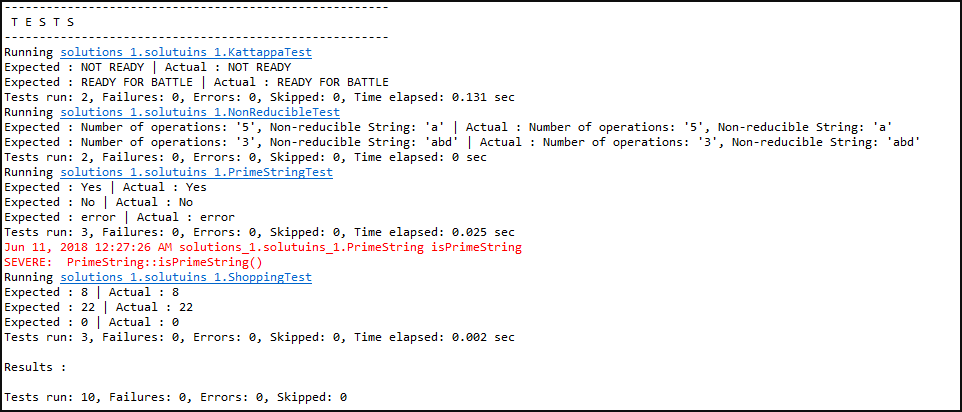 -------------------------------------------------------
T E S T S
-------------------------------------------------------
Running solutions_1.solutuins_1.KattappaTest
Expected : NOT READY | Actual : NOT READY
Expected : READY FOR BATTLE | Actual : READY FOR BATTLE
Tests run: 2, Failures: 0, Errors: 0, Skipped: 0, Time elapsed: 0.131 sec
Running solutions_1.solutuins_1.NonReducibleTest
Expected : Number of operations: '5', Non-reducible String: 'a' | Actual : Number of operations: '5', Non-reducible String: 'a'
Expected : Number of operations: '3', Non-reducible String: 'abd' | Actual : Number of operations: '3', Non-reducible String: 'abd'
Tests run: 2, Failures: 0, Errors: 0, Skipped: 0, Time elapsed: 0 sec
Running solutions_1.solutuins_1.PrimeStringTest
Expected : Yes | Actual : Yes
Expected : No | Actual : No
Expected : error | Actual : error
Tests run: 3, Failures: 0, Errors: 0, Skipped: 0, Time elapsed: 0.025 sec
Jun 11, 2018 12:27:26 AM solutions_1.solutuins_1.PrimeString isPrimeString
SEVERE:  PrimeString::isPrimeString()
Running solutions_1.solutuins_1.ShoppingTest
Expected : 8 | Actual : 8
Expected : 22 | Actual : 22
Expected : 0 | Actual : 0
Tests run: 3, Failures: 0, Errors: 0, Skipped: 0, Time elapsed: 0.002 sec
Results :
Tests run: 10, Failures: 0, Errors: 0, Skipped: 0